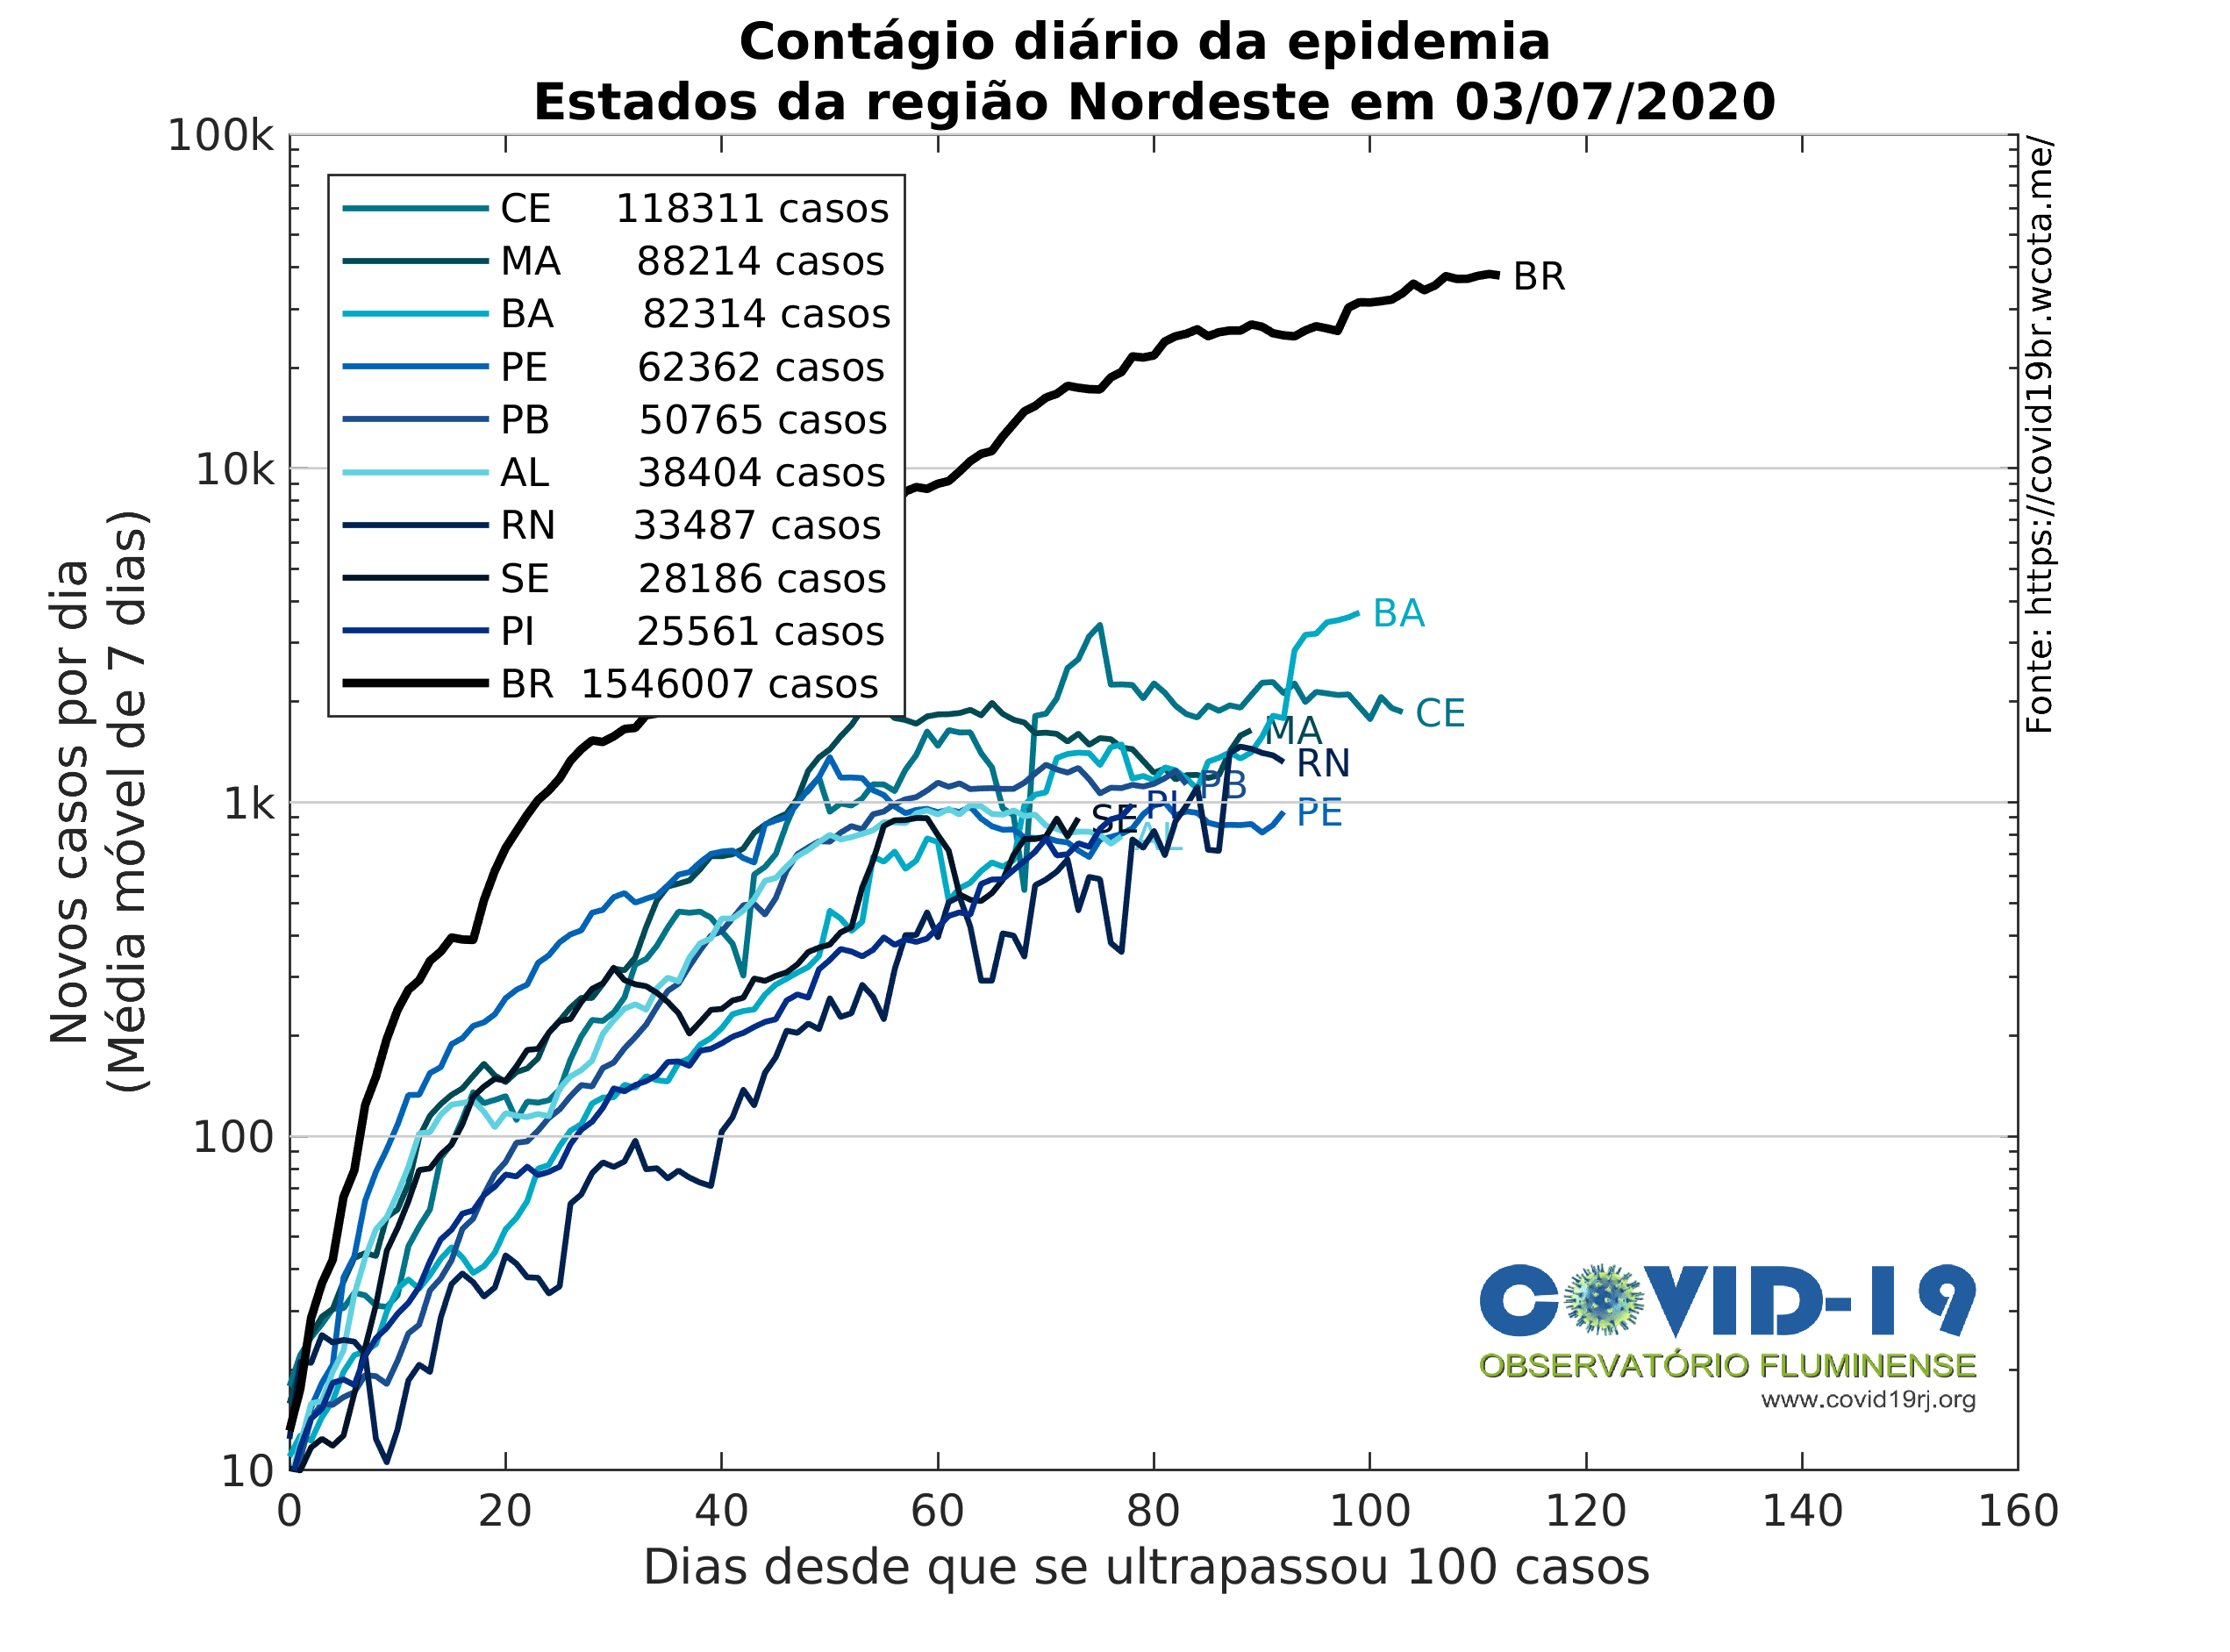 Contágio diário da epidemia
Estados da região Nordeste em 03/07/2020
100k
10k
1k
100
10
Novos casos por dia
(Média móvel de 7 dias)
CE 118311 casos
MA 88214 casos
BA 82314 casos
PE 62362 casos
PB 50765 casos
AL 38404 casos
RN 33487 casos
SE 28186 casos
PI 25561 casos
BR 1546007 casos
BR
BA
CE
MA
RN
PB
PI
SE
PE
AL
Fonte: https://covid19br.wcota.me/
COVID-19
OBSERVATÓRIO FLUMINENSE
www.covid19rj.org
0 20 40 60 80 100 120 140 160
Dias desde que se ultrapassou 100 casos